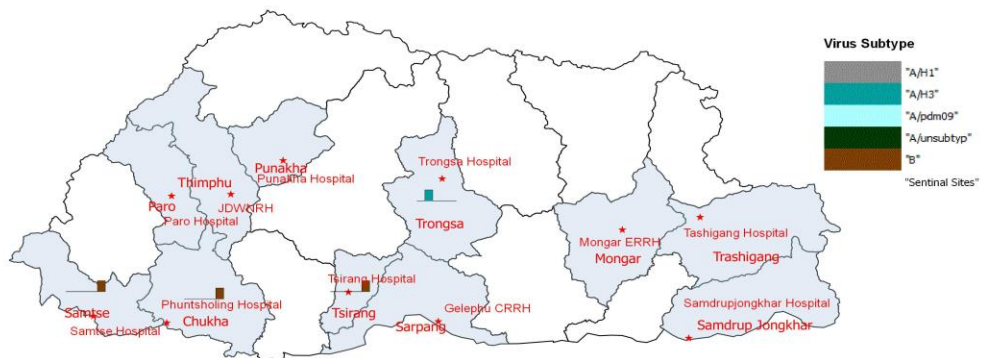 Virus Subtype
"A/H1"
"A/H3"
"A/pdm09"
"A/unsubtyp"
"B"
"Sentinal Sites"
Trongsa Hospital
Punakha
Punakha Hospital
Thimphu
JDWNRH
Paro
Paro Hospital
Trongsa
Mongar ERRH
Mongar
Tashigang Hospital
Trashigang
Tsirang Hospital
Tsirang
Phuntsholing Hospital
Chukha
Samtse
Samtse Hospital
Gelephu CRRH
Sarpang
Samdrupjongkhar Hospital
Samdrup Jongkhar